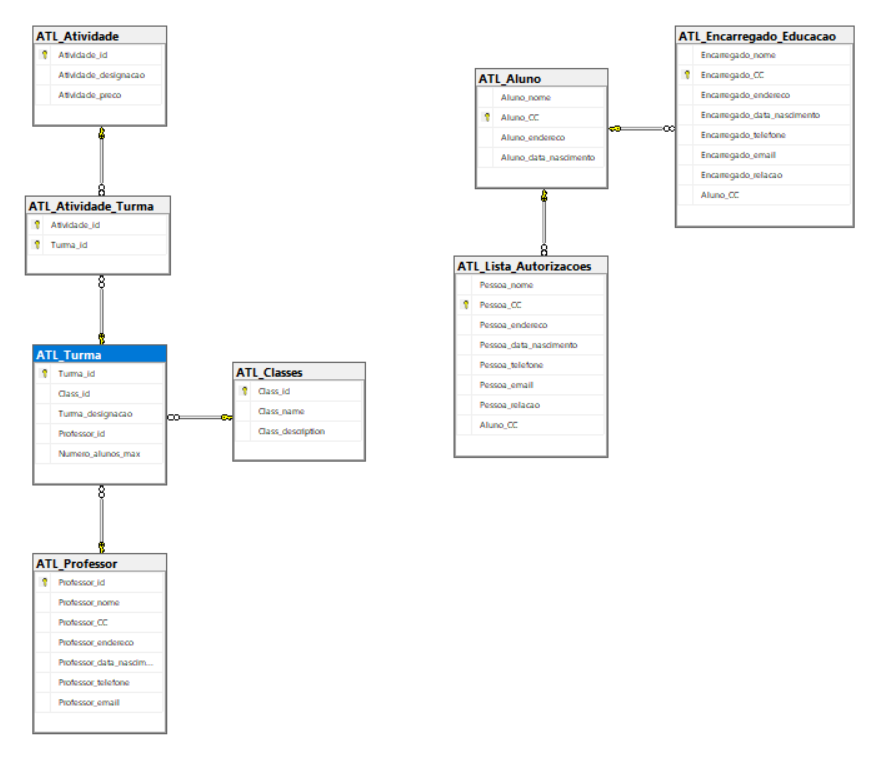 ATL_Atividade
Atividade_id
Atividade_designacao
Atividade_preco
ATL_Atividade_Turma
Atividade_id
Turma_id
ATL_Turma
Turma_id
Class_id
Turma_designacao
Professor_id
Numero_alunos_max
ATL_Classes
Class_id
Class_name
Class_description
ATL_Professor
Professor_id
Professor_nome
Professor_CC
Professor_endereco
Professor_data_nascim...
Professor_telefone
Professor_email
ATL_Aluno
Aluno_nome
Aluno_CC
Aluno_endereco
Aluno_data_nascimento
ATL_Encarregado_Educacao
Encarregado_nome
Encarregado_CC
Encarregado_endereco
Encarregado_data_nascimento
Encarregado_telefone
Encarregado_email
Encarregado_relacao
Aluno_CC
ATL_Lista_Autorizacoes
Pessoa_nome
Pessoa_CC
Pessoa_endereco
Pessoa_data_nascimento
Pessoa_telefone
Pessoa_email
Pessoa_relacao
Aluno_CC